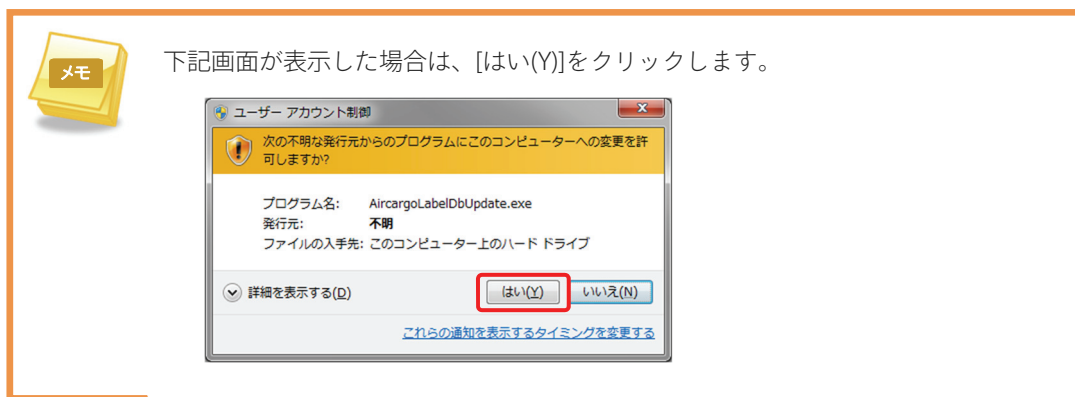 メモ
下記画面が表示した場合は、[はい(Y)]をクリックします。
ユーザー アカウント制御
次の不明な発行元からのプログラムにこのコンピューターへの変更を許
可しますか?
プログラム名: AircargoLabelDbUpdate.exe
発行元: 不明
ファイルの入手先: このコンピューター上のハード ドライブ
詳細を表示する(D) はい(Y) いいえ(N)
これらの通知を表示するタイミングを変更する